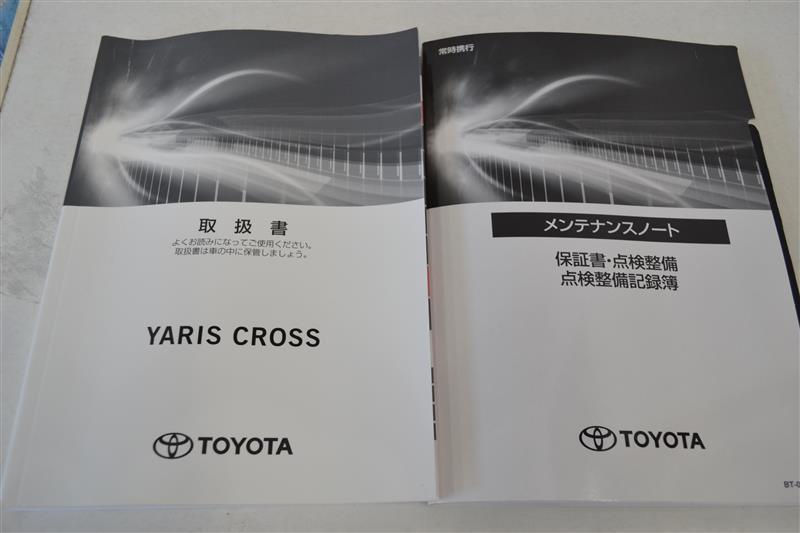 取扱書
よくお読みになってご使用ください。
取扱書は車の中に保管しましょう。
YARIS CROSS
TOYOTA
常時携行
メンテナンスノート
保証書・点検整備
点検整備記録簿
TOYOTA